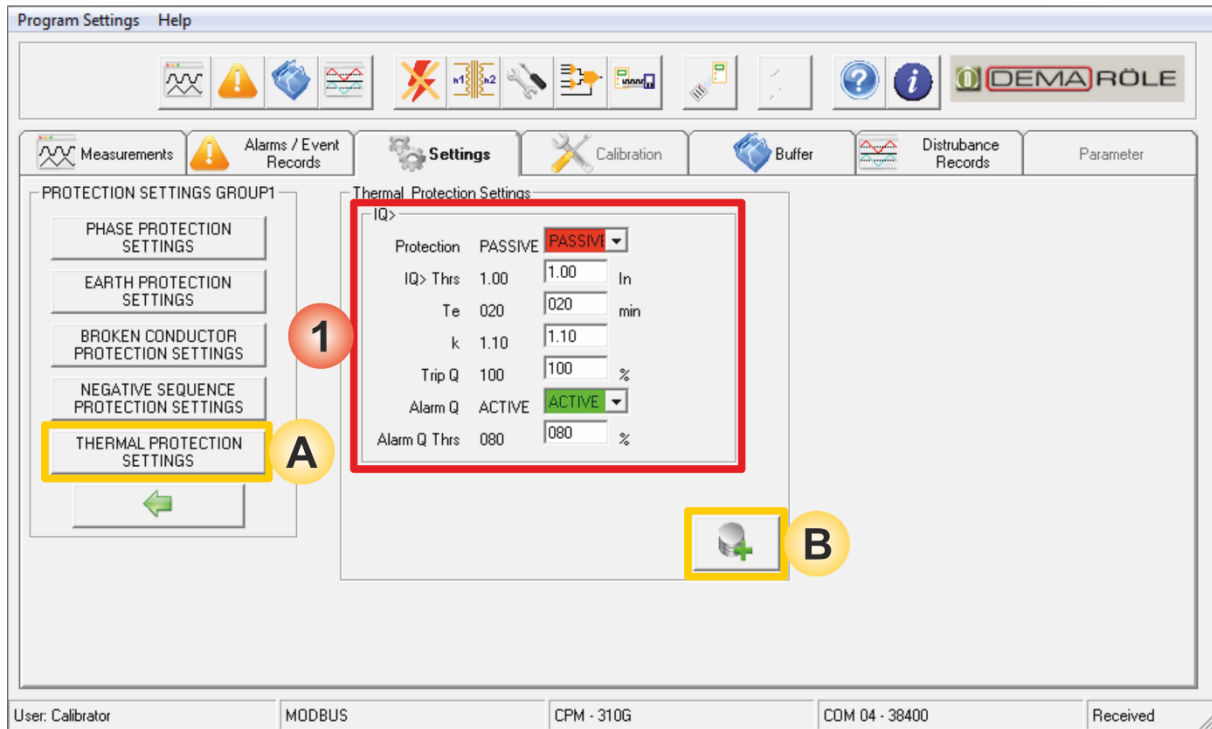 Program Settings Help
h1 h2
DEMA RÖLE
Measurements
Alarms / Event
Records
Settings
Calibration
Buffer
Distrubance
Records
Parameter
PROTECTION SETTINGS GROUP1
PHASE PROTECTION
SETTINGS
EARTH PROTECTION
SETTINGS
BROKEN CONDUCTOR
PROTECTION SETTINGS
NEGATIVE SEQUENCE
PROTECTION SETTINGS
THERMAL PROTECTION
SETTINGS
A
Thermal Protection Settings
1
IQ>
Protection PASSIVE PASSIVE
IQ> Thrs 1.00 1.00 In
Te 020 020 min
k 1.10 1.10
Trip Q 100 100 %
Alarm Q ACTIVE ACTIVE
Alarm Q Thrs 080 080 %
B
User: Calibrator MODBUS CPM - 310G COM 04 - 38400 Received